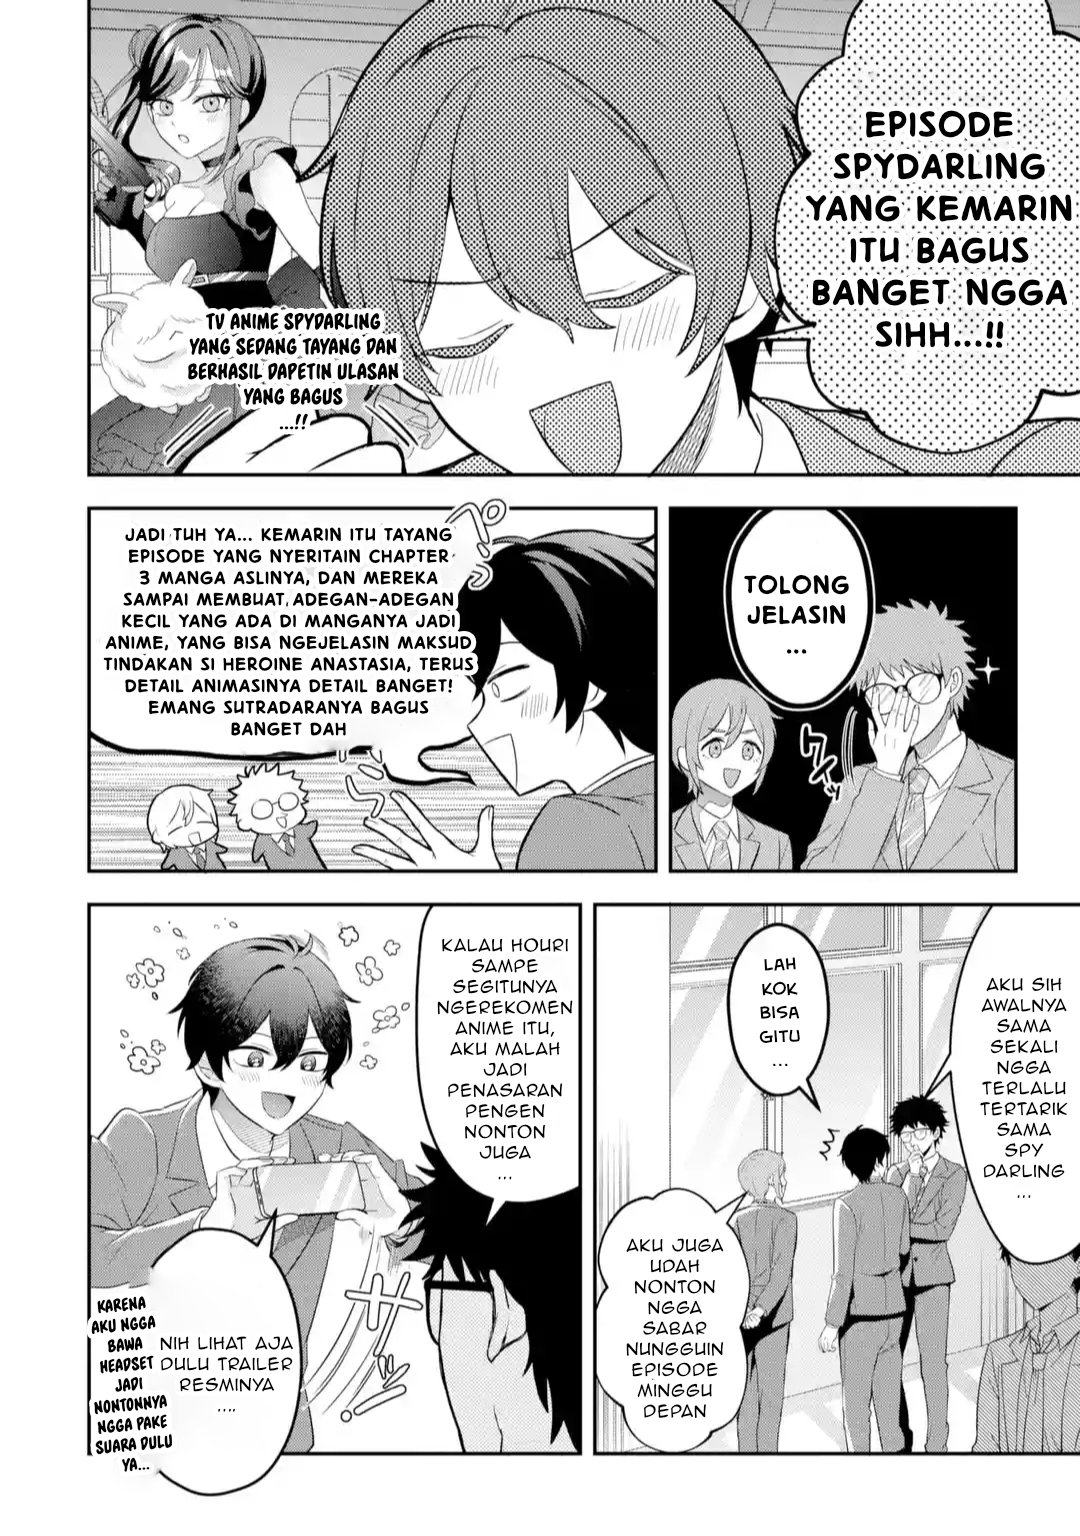 EPISODE
SPYDARLING
YANG KEMARIN
ITU BAGUS
BANGET NGGA
SIHH...!!
TV ANIME SPYDARLING
YANG SEDANG TAYANG DAN
BERHASIL DAPETIN ULASAN
YANG BAGUS
...!!
TOLONG
JELASIN
...
クイッ
JADI TUH YA... KEMARIN ITU TAYANG
EPISODE YANG NYERITAIN CHAPTER
3 MANGA ASLINYA, DAN MEREKA
SAMPAI MEMBUAT ADEGAN-ADEGAN
KECIL YANG ADA DI MANGANYA JADI
ANIME, YANG BISA NGEJELASIN MAKSUD
TINDAKAN SI HEROINE ANASTASIA, TERUS
DETAIL ANIMASINYA DETAIL BANGET!
EMANG SUTRADARANYA BAGUS
BANGET DAH
AKU SIH
AWALNYA
SAMA
SEKALI
NGGA
TERLALU
TERTARIK
SAMA
SPY
DARLING
...
LAH
KOK
BISA
GITU
...
AKU JUGA
UDAH
NONTON
NGGA
SABAR
NUNGGUIN
EPISODE
MINGGU
DEPAN
KALAU HOURI
SAMPE
SEGITUNYA
NGEREKOMEN
ANIME ITU,
AKU MALAH
JADI
PENASARAN
PENGEN
NONTON
JUGA
...
NIH LIHAT AJA
DULU TRAILER
RESMINYA
....
KARENA
AKU NGGA
BAWA
HEADSET
JADI
NONTONNYA
NGGA PAKE
SUARA DULU
YA...
サッ